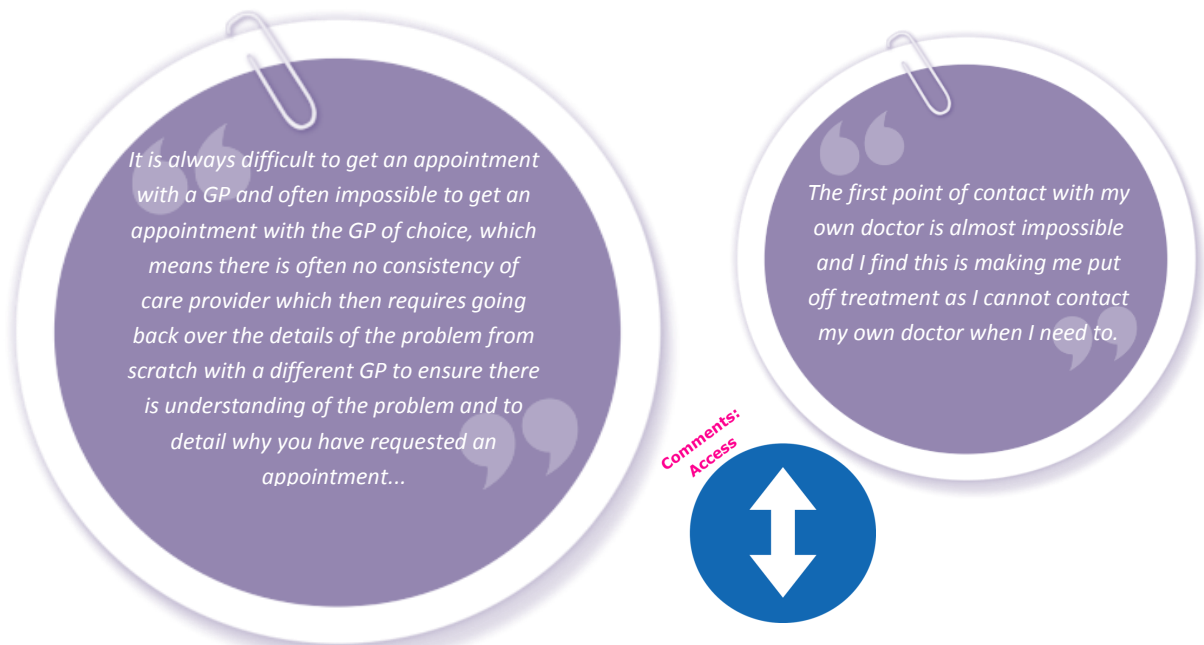 It is always difficult to get an appointment
with a GP and often impossible to get an
appointment with the GP of choice, which
means there is often no consistency of
care provider which then requires going
back over the details of the problem from
scratch with a different GP to ensure there
is understanding of the problem and to
detail why you have requested an
appointment...
The first point of contact with my
own doctor is almost impossible
and I find this is making me put
off treatment as I cannot contact
my own doctor when I need to.
Comments:
Access